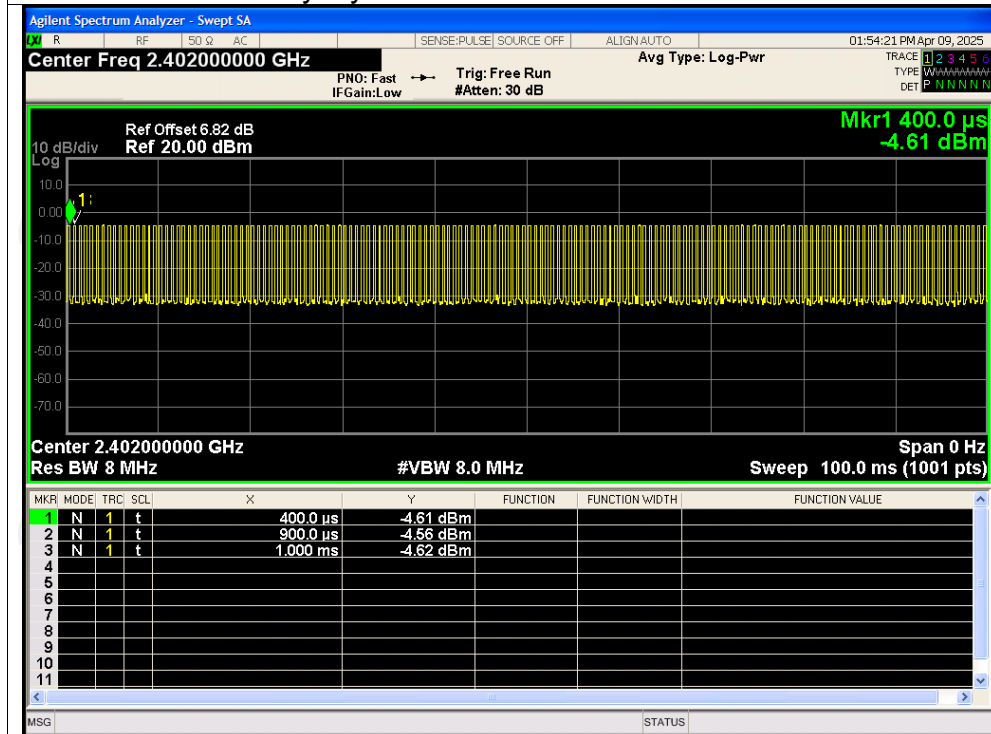 Agilent Spectrum Analyzer - Swept SA
LXI R RF 50 Ω AC SENSE:PULSE SOURCE OFF ALIGN AUTO 01:54:21 PM Apr 09, 2025
Center Freq 2.402000000 GHz Avg Type: Log-Pwr TRACE 1 2 3 4 5 6
PNO: Fast Trig: Free Run TYPE W
IFGain:Low #Atten: 30 dB DET P N N N N N
Mkr1 400.0 µs
-4.61 dBm
Ref Offset 6.82 dB
10 dB/div Ref 20.00 dBm
Log
10.0
1
0.00
-10.0
-20.0
-30.0
-40.0
-50.0
-60.0
-70.0
Center 2.402000000 GHz Span 0 Hz
Res BW 8 MHz #VBW 8.0 MHz Sweep 100.0 ms (1001 pts)
MKR MODE TRC SCL X Y FUNCTION FUNCTION WIDTH FUNCTION VALUE
1 N 1 t 400.0 µs -4.61 dBm
2 N 1 t 900.0 µs -4.56 dBm
3 N 1 t 1.000 ms -4.62 dBm
4
5
6
7
8
9
10
11
MSG STATUS